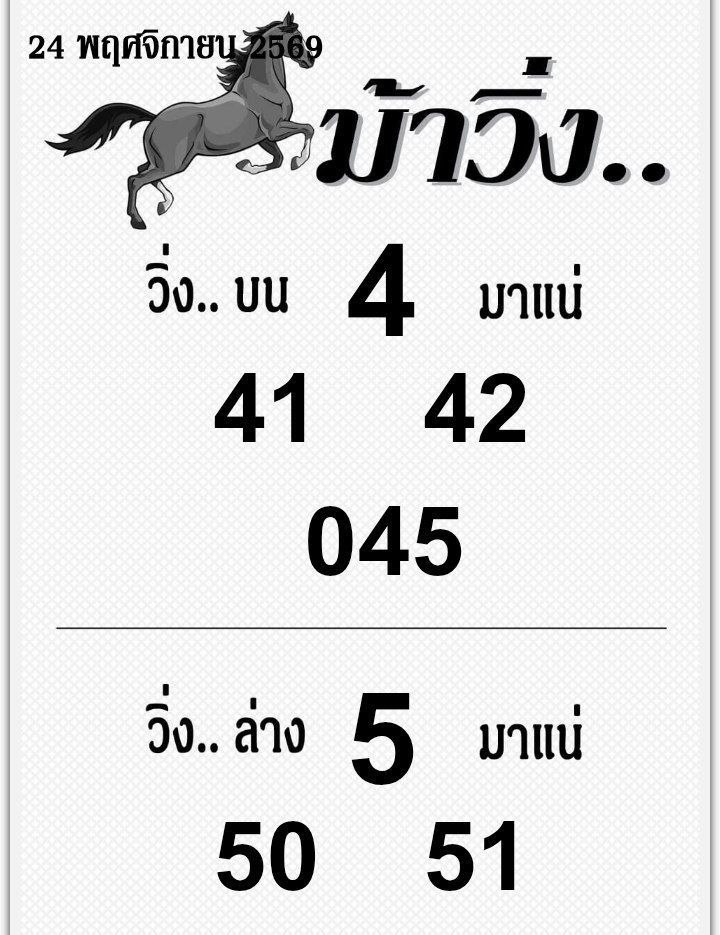 24 พฤศจิกายน 2569
ม้าวิ่ง..
วิ่ง.. บน 4 มาแน่
41 42
045
วิ่ง.. ล่าง 5 มาแน่
50 51